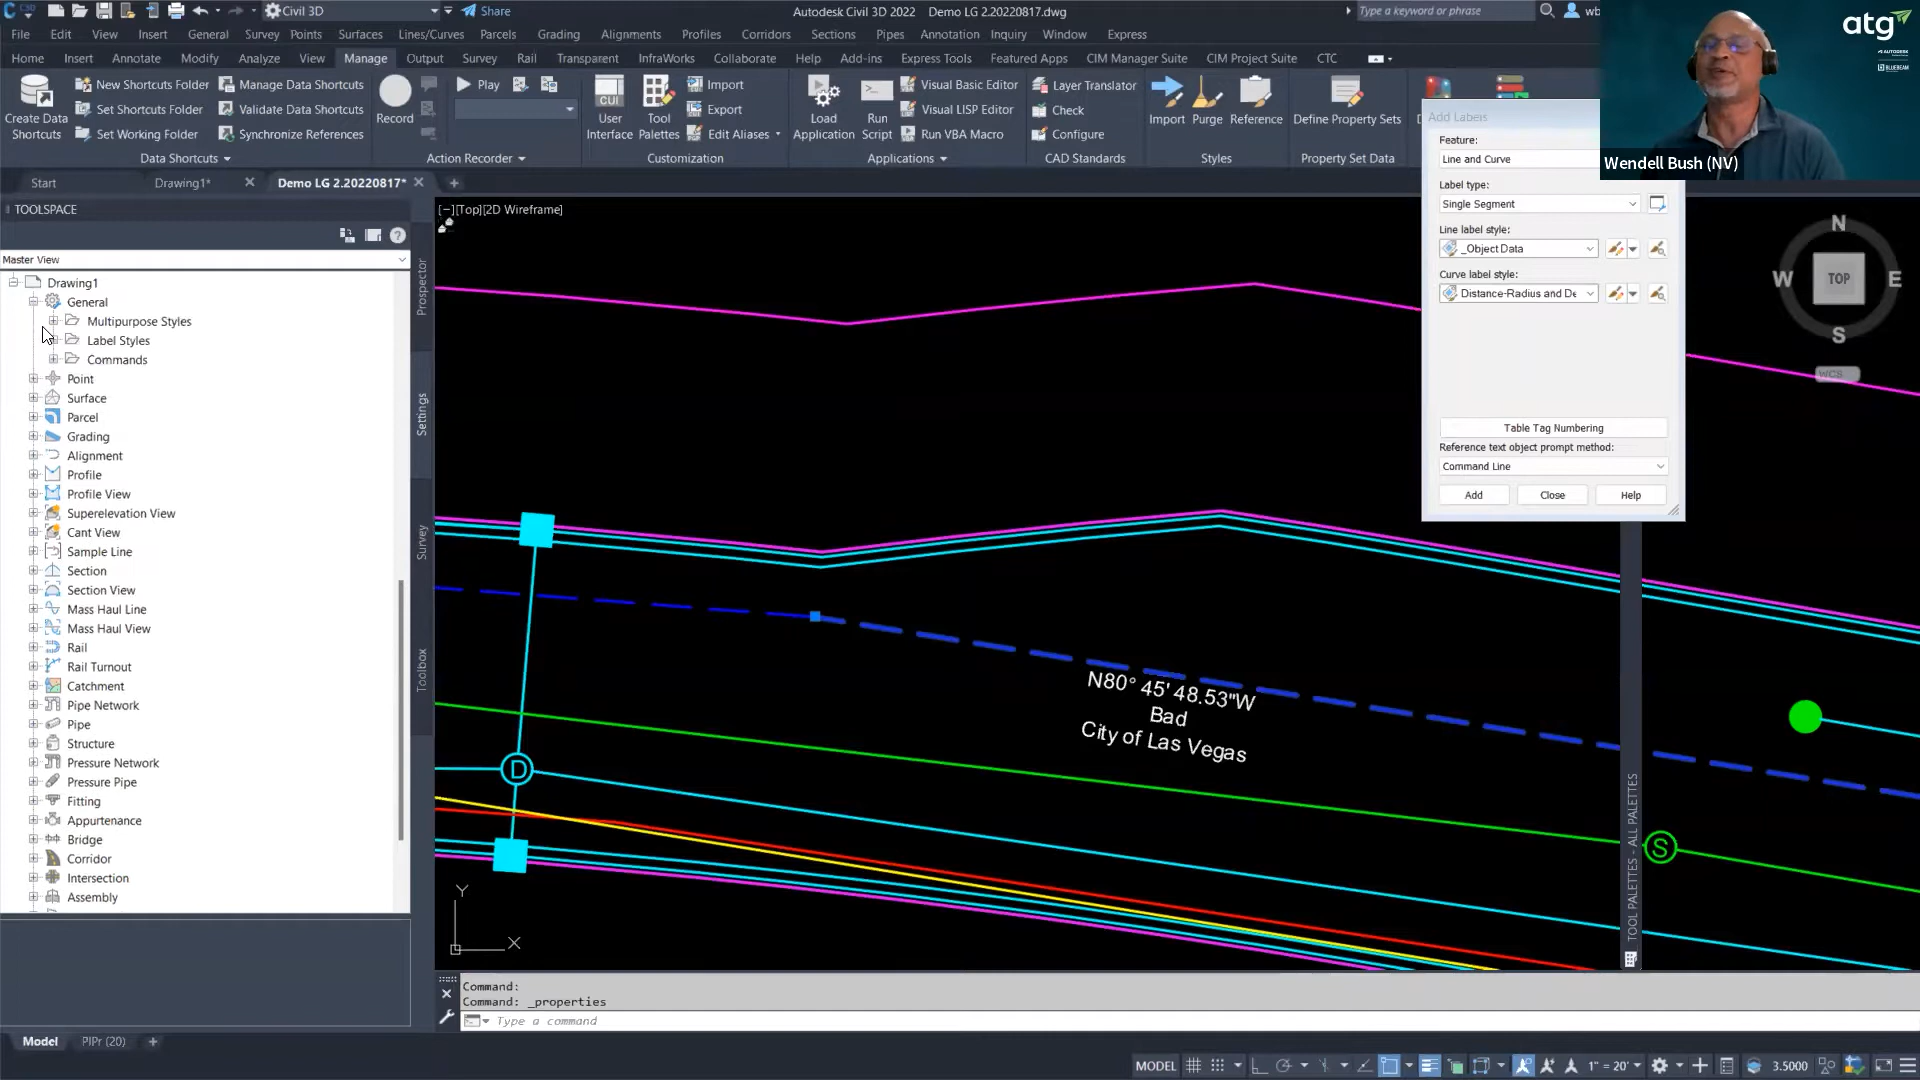 Civil 3D
Share
Autodesk Civil 3D 2022 Demo LG 2.20220817.dwg
Type a keyword or phrase
wb
atg
AUTODESK
BLUEBEAM
File Edit View Insert General Survey Points Surfaces Lines/Curves Parcels Grading Alignments Profiles Corridors Sections Pipes Annotation Inquiry Window Express
Home Insert Annotate Modify Analyze View Manage Output Survey Rail Transparent InfraWorks Collaborate Help Add-ins Express Tools Featured Apps CIM Manager Suite CIM Project Suite CTC
Create Data Shortcuts
New Shortcuts Folder
Set Shortcuts Folder
Set Working Folder
Manage Data Shortcuts
Validate Data Shortcuts
Synchronize References
Data Shortcuts
Record
Play
Action Recorder
CUI
User Interface
Tool Palettes
Import
Export
Edit Aliases
Customization
Load Application
Run Script
Visual Basic Editor
Visual LISP Editor
Run VBA Macro
Applications
Layer Translator
Check
Configure
CAD Standards
Import
Purge
Reference
Styles
Define Property Sets
Property Set Data
Wendell Bush (NV)
Start
Drawing1*
Demo LG 2.20220817*
TOOLSPACE
Master View
Drawing1
General
Multipurpose Styles
Label Styles
Commands
Point
Surface
Parcel
Grading
Alignment
Profile
Profile View
Superelevation View
Cant View
Sample Line
Section
Section View
Mass Haul Line
Mass Haul View
Rail
Rail Turnout
Catchment
Pipe Network
Pipe
Structure
Pressure Network
Pressure Pipe
Fitting
Appurtenance
Bridge
Corridor
Intersection
Assembly
Prospector
Settings
Survey
Toolbox
[−][Top][2D Wireframe]
N80° 45' 48.53"W
Bad
City of Las Vegas
D
S
Y
X
Add Labels
Feature:
Line and Curve
Label type:
Single Segment
Line label style:
_Object Data
Curve label style:
Distance-Radius and De
Table Tag Numbering
Reference text object prompt method:
Command Line
Add
Close
Help
N
W
TOP
E
S
WCS
TOOL PALETTES - ALL PALETTES
Command:
Command: _properties
Type a command
Model
PIPr (20)
MODEL
1" = 20'
3.5000